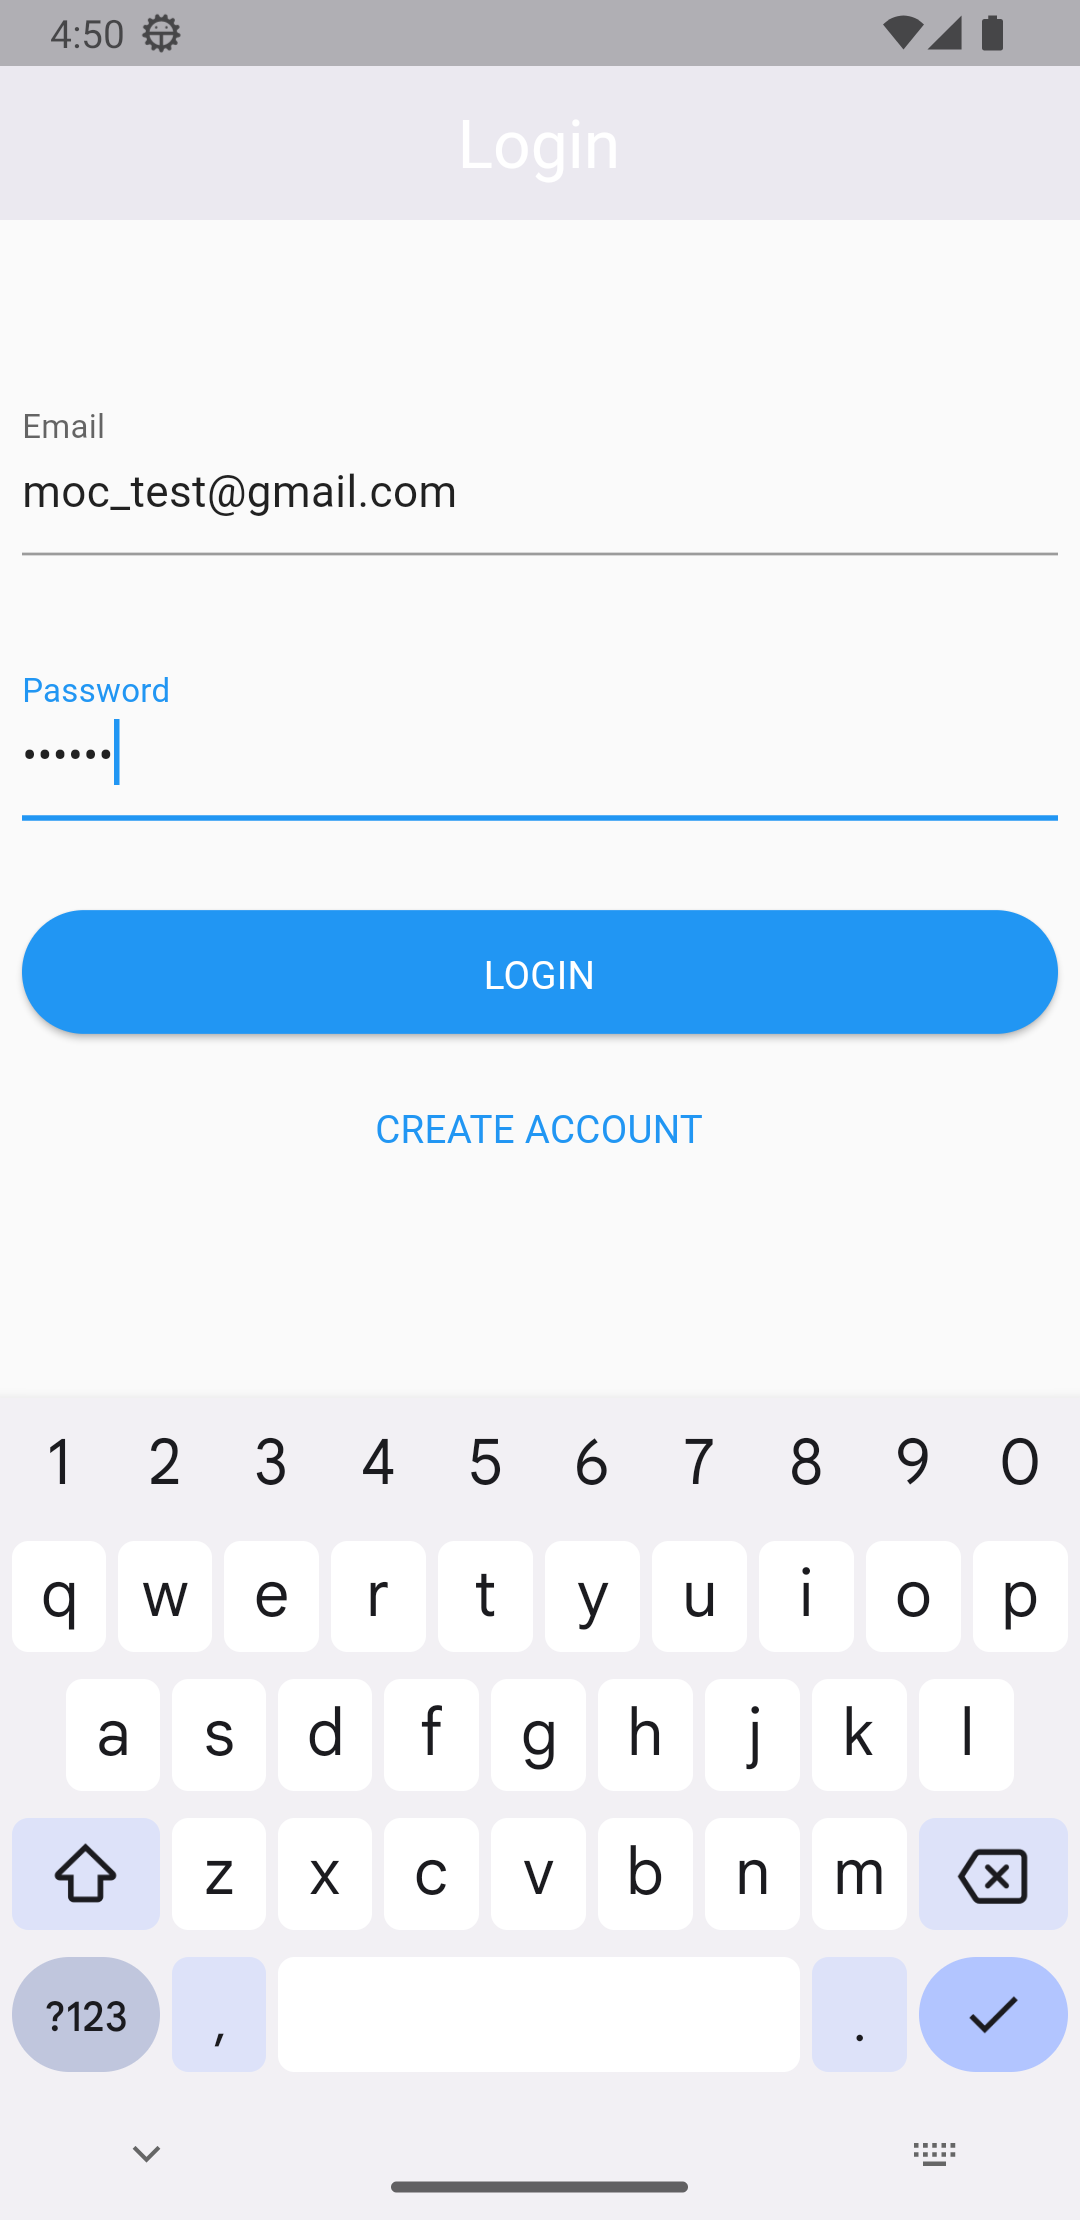 4:50
Login
Email
moc_test@gmail.com
Password
••••••
LOGIN
CREATE ACCOUNT
1 2 3 4 5 6 7 8 9 0
q w e r t y u i o p
a s d f g h j k l
z x c v b n m
?123 , .